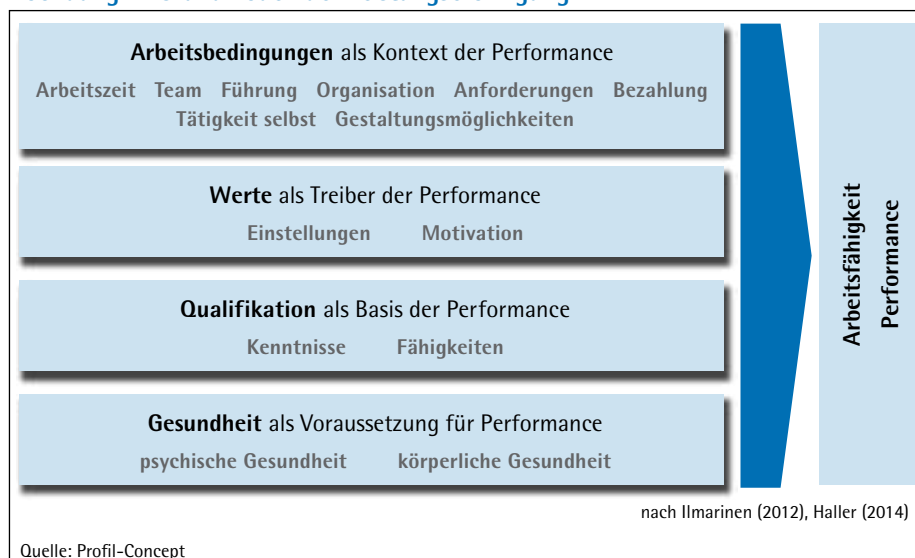 Arbeitsbedingungen als Kontext der Performance
Arbeitszeit Team Führung Organisation Anforderungen Bezahlung
Tätigkeit selbst Gestaltungsmöglichkeiten
Werte als Treiber der Performance
Einstellungen Motivation
Qualifikation als Basis der Performance
Kenntnisse Fähigkeiten
Gesundheit als Voraussetzung für Performance
psychische Gesundheit körperliche Gesundheit
Arbeitsfähigkeit
Performance
nach Ilmarinen (2012), Haller (2014)
Quelle: Profil-Concept